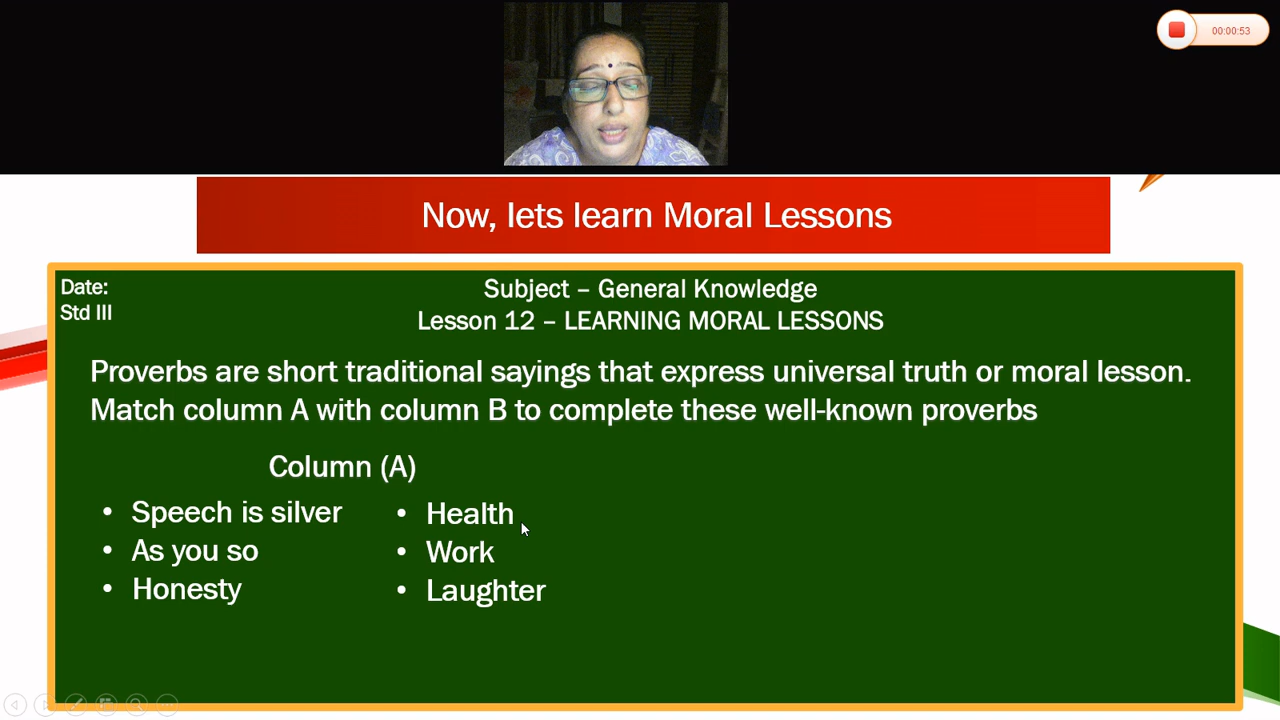 00:00:53
Now, lets learn Moral Lessons
Date:
Std III
Subject – General Knowledge
Lesson 12 – LEARNING MORAL LESSONS
Proverbs are short traditional sayings that express universal truth or moral lesson.
Match column A with column B to complete these well-known proverbs
Column (A)
• Speech is silver
• As you so
• Honesty
• Health
• Work
• Laughter